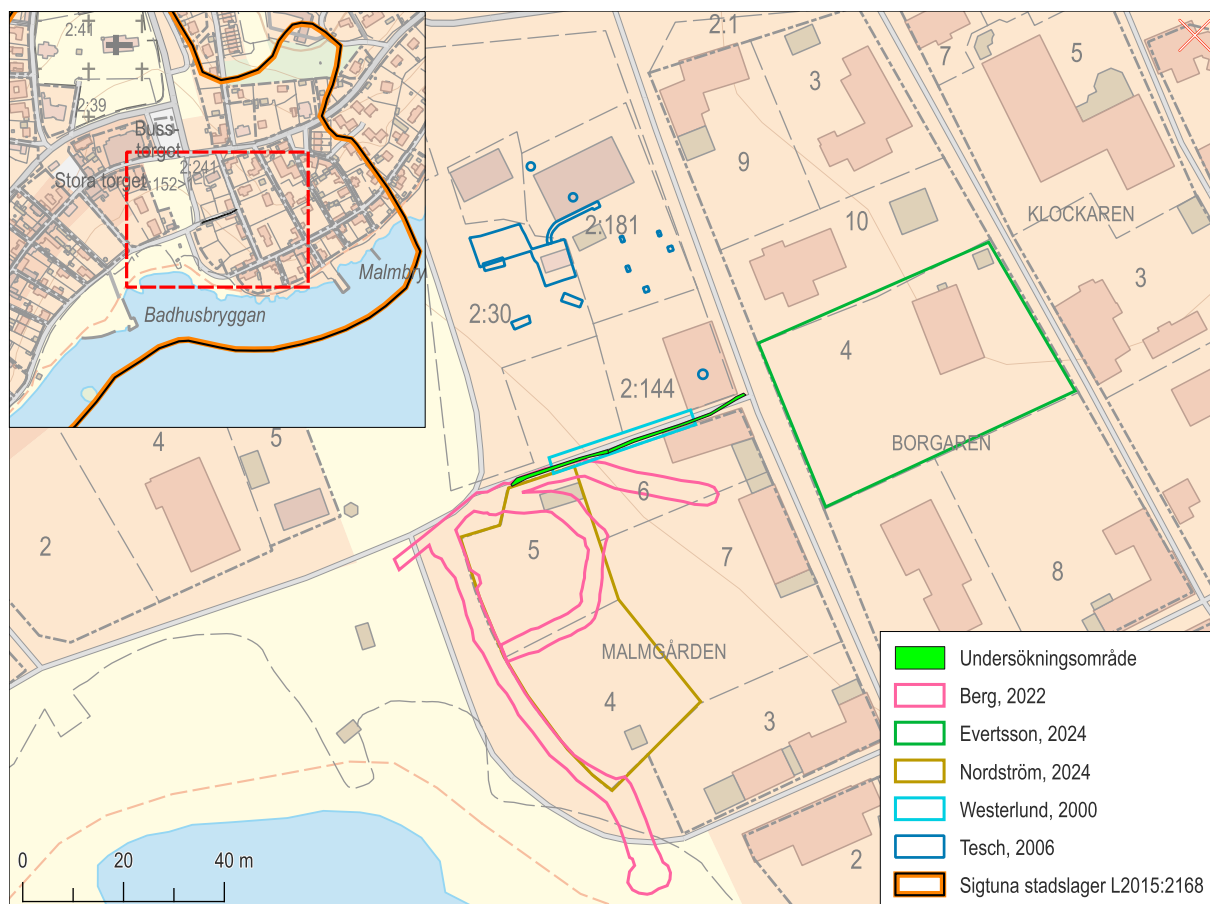 2:41
2:39
Buss-
torget
2:241
Stora torget
2:152>1
Malmbry
Badhusbryggan
2:1
3
7
5
9
10
KLOCKAREN
3
2:181
2:30
4
2:144
BORGAREN
4
5
6
2
5
7
8
MALMGÅRDEN
4
3
2
0
20
40 m
Undersökningsområde
Berg, 2022
Evertsson, 2024
Nordström, 2024
Westerlund, 2000
Tesch, 2006
Sigtuna stadslager L2015:2168